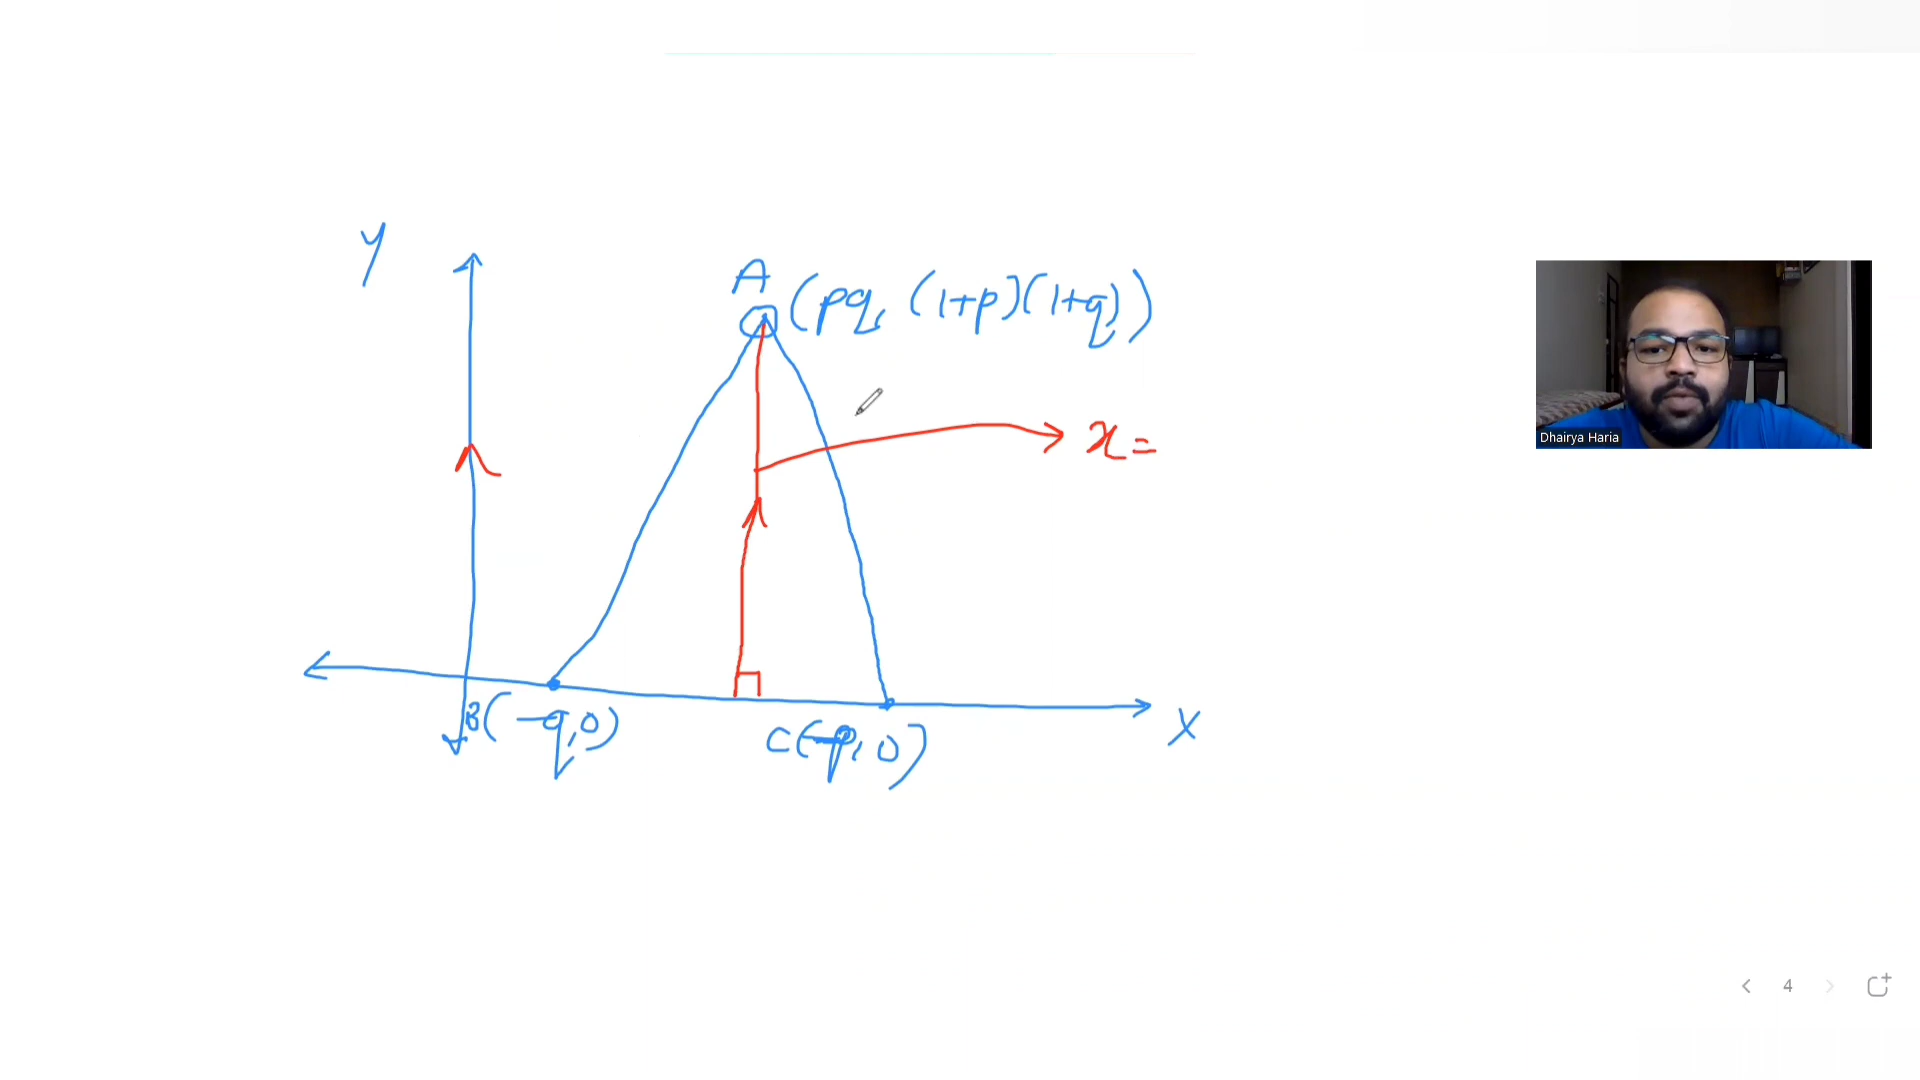 Y
A
(pq, (1+p)(1+q))
x =
Dhairya Haria
B(-q,0)
C(-p,0)
X
4